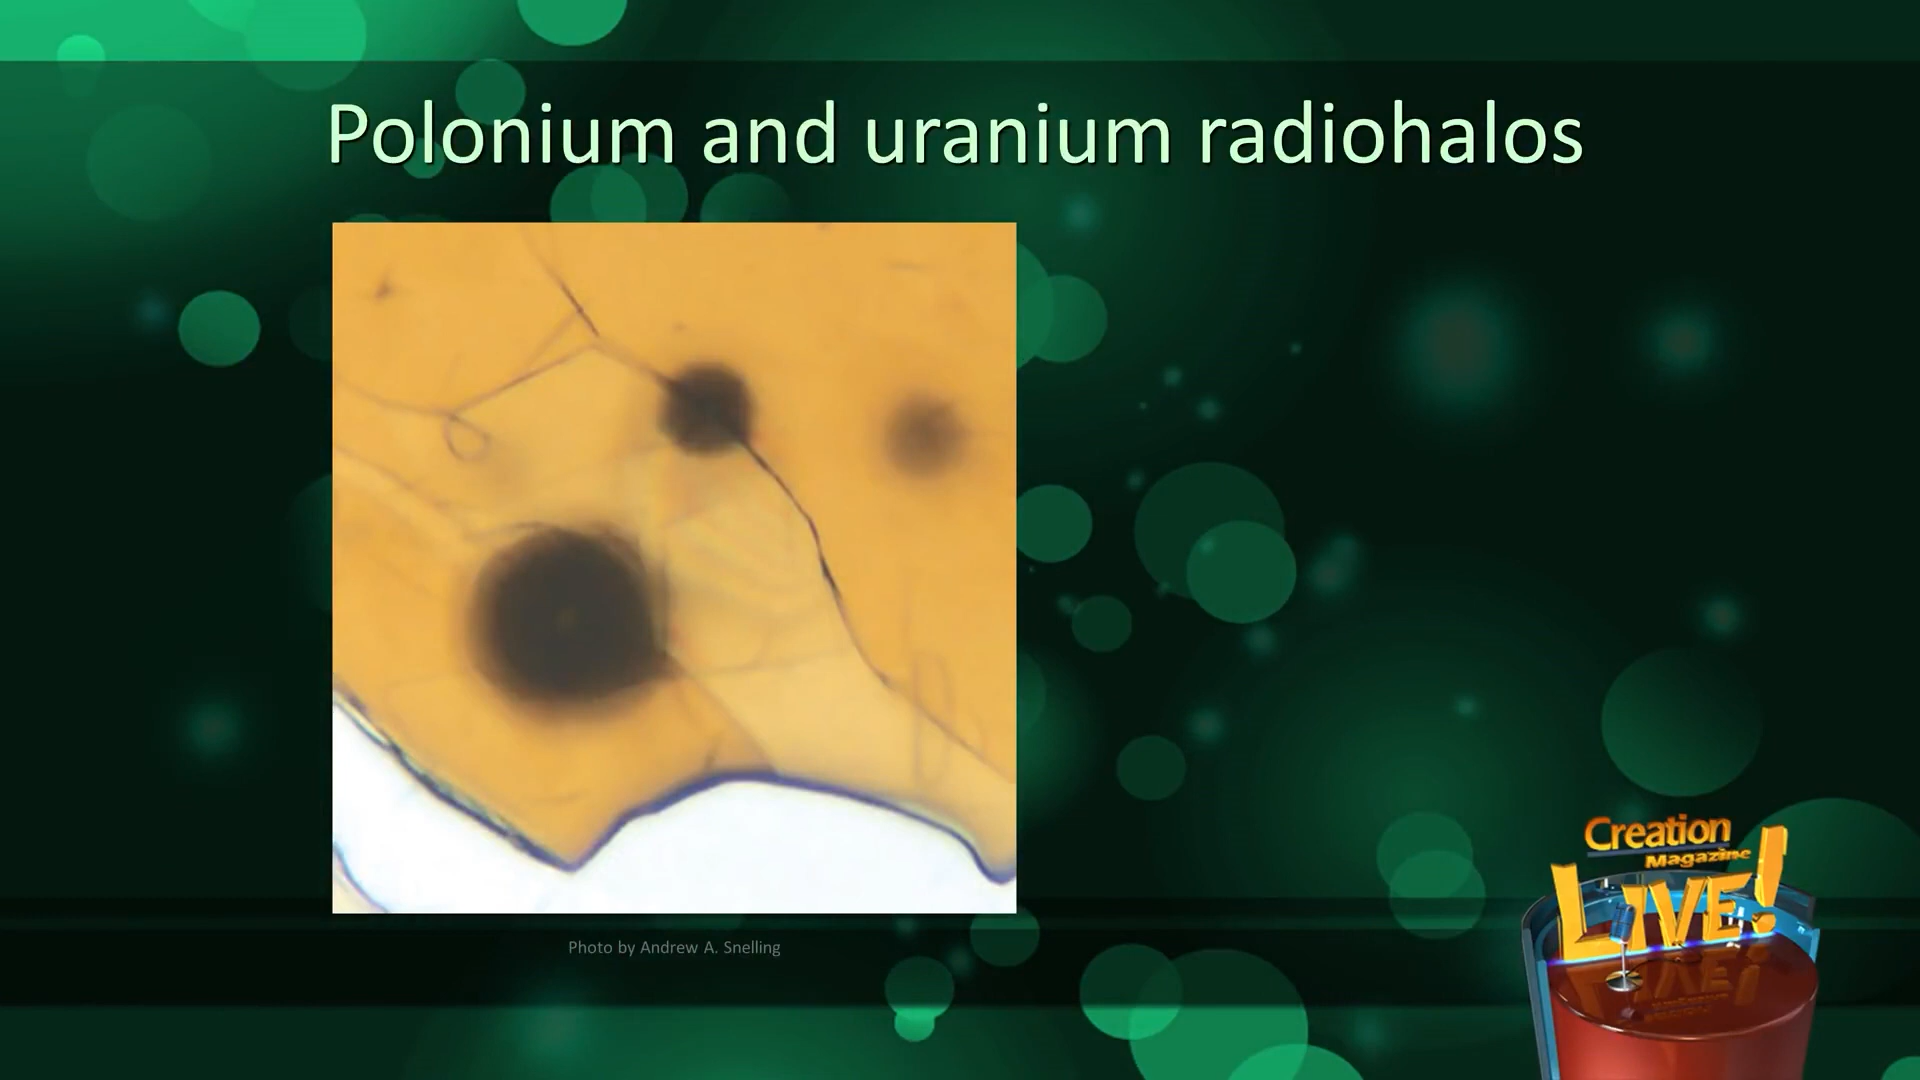 Polonium and uranium radiohalos
Photo by Andrew A. Snelling
Creation
Magazine
LIVE!